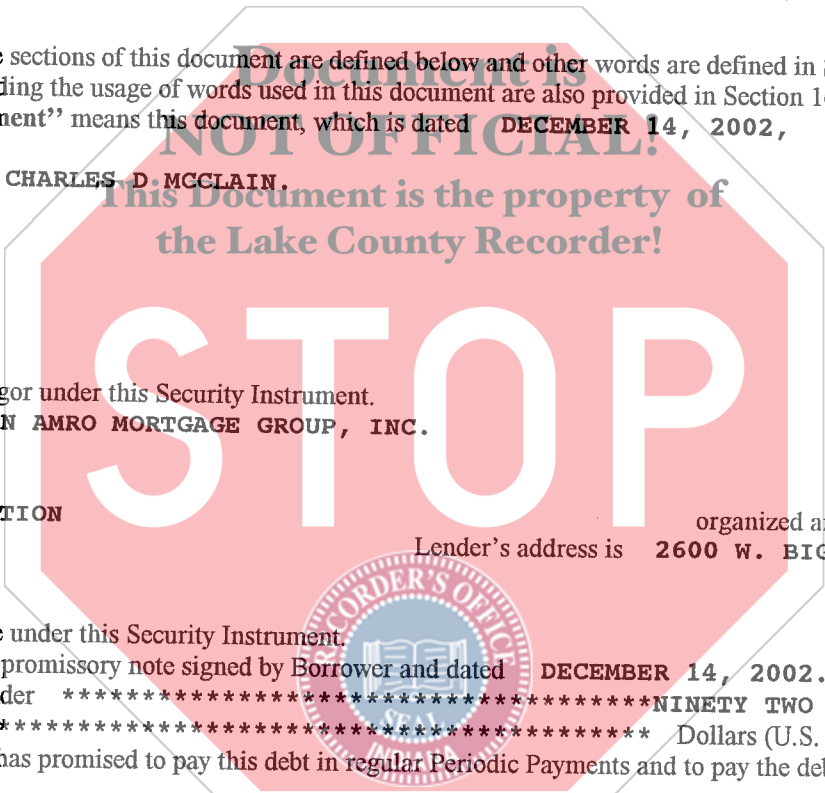 sections of this document are defined below and other words are defined in
ding the usage of words used in this document are also provided in Section 1
nent” means this document, which is dated DECEMBER 14, 2002,
CHARLES D MCCLAIN.
Document is
NOT OFFICIAL!
This Document is the property of
the Lake County Recorder!
STOP
gor under this Security Instrument.
N AMRO MORTGAGE GROUP, INC.
TION
organized a
Lender's address is 2600 W. BIG
RECORDER'S OFFICE
SEAL
INDIANA
e under this Security Instrument.
promissory note signed by Borrower and dated DECEMBER 14, 2002.
der *************************************NINETY TWO
***************************************** Dollars (U.S.
has promised to pay this debt in regular Periodic Payments and to pay the deb